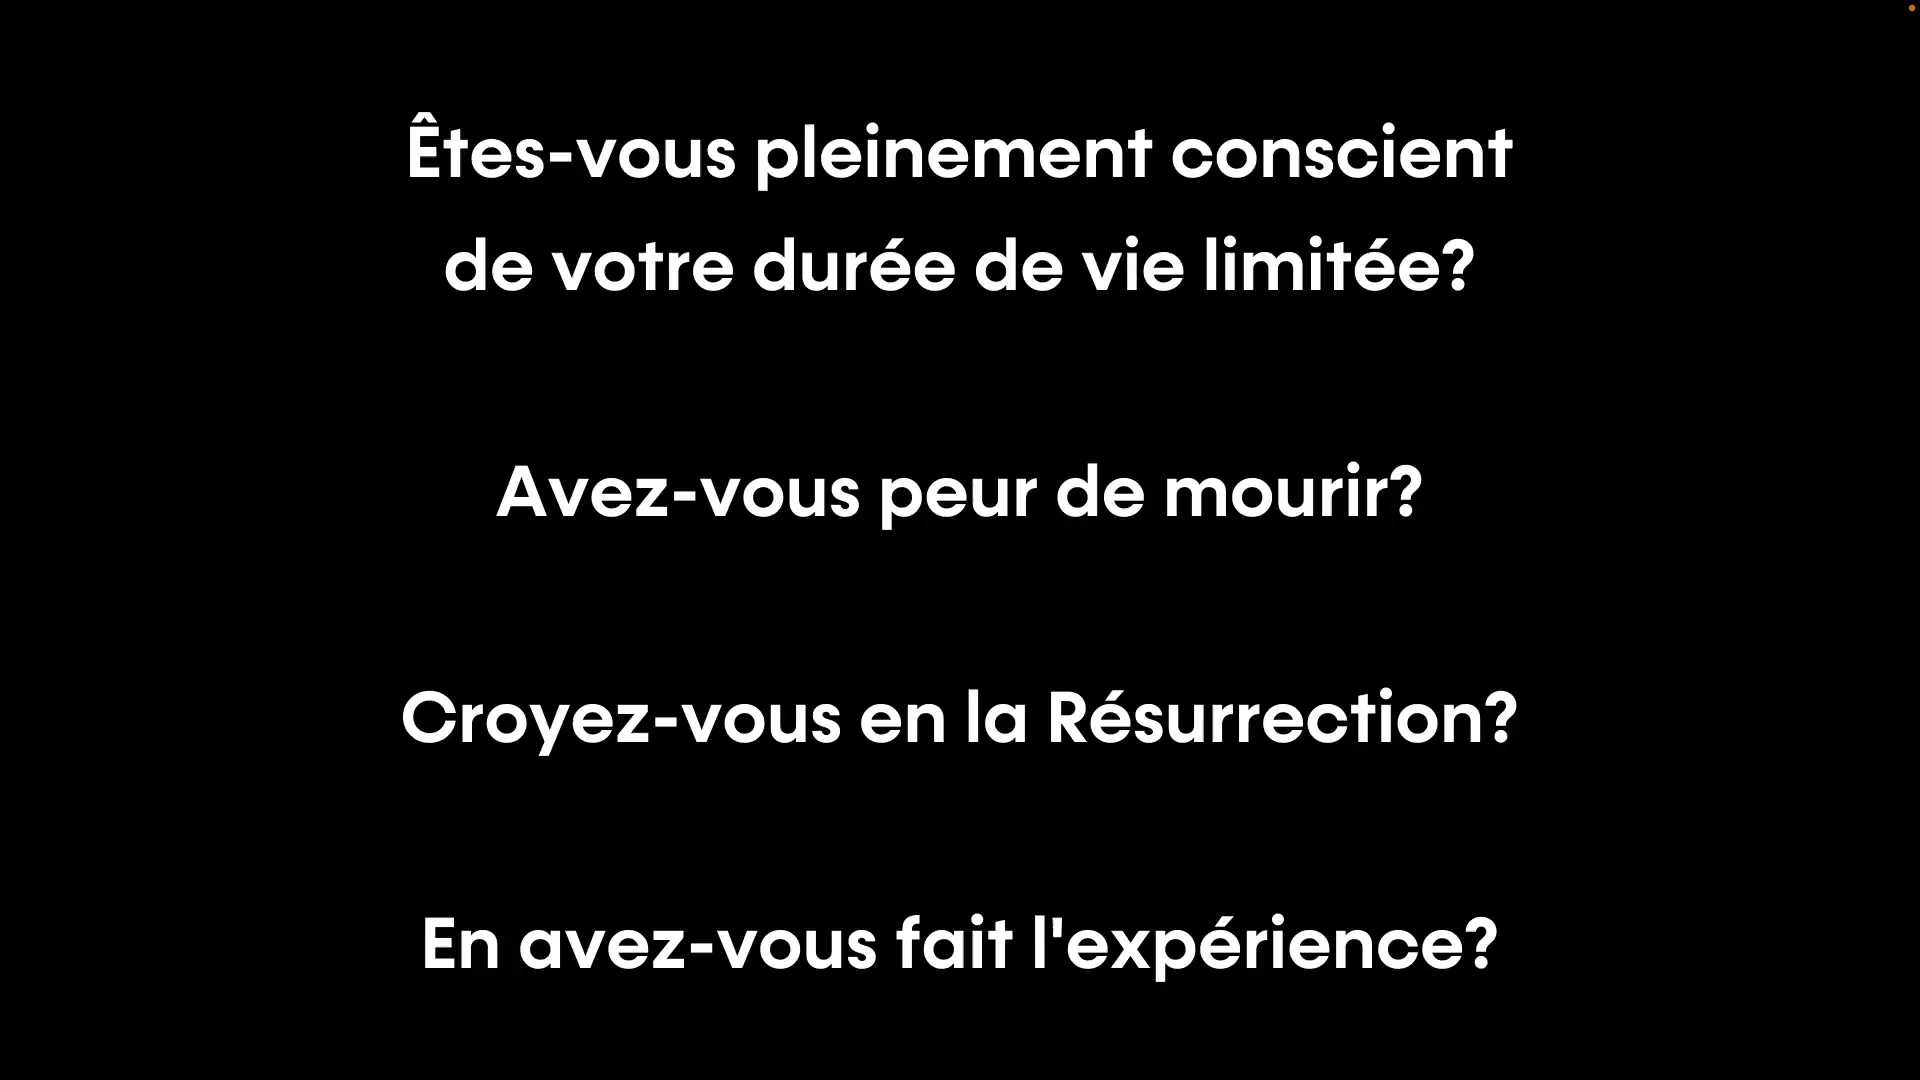 Êtes-vous pleinement conscient
de votre durée de vie limitée?
Avez-vous peur de mourir?
Croyez-vous en la Résurrection?
En avez-vous fait l'expérience?